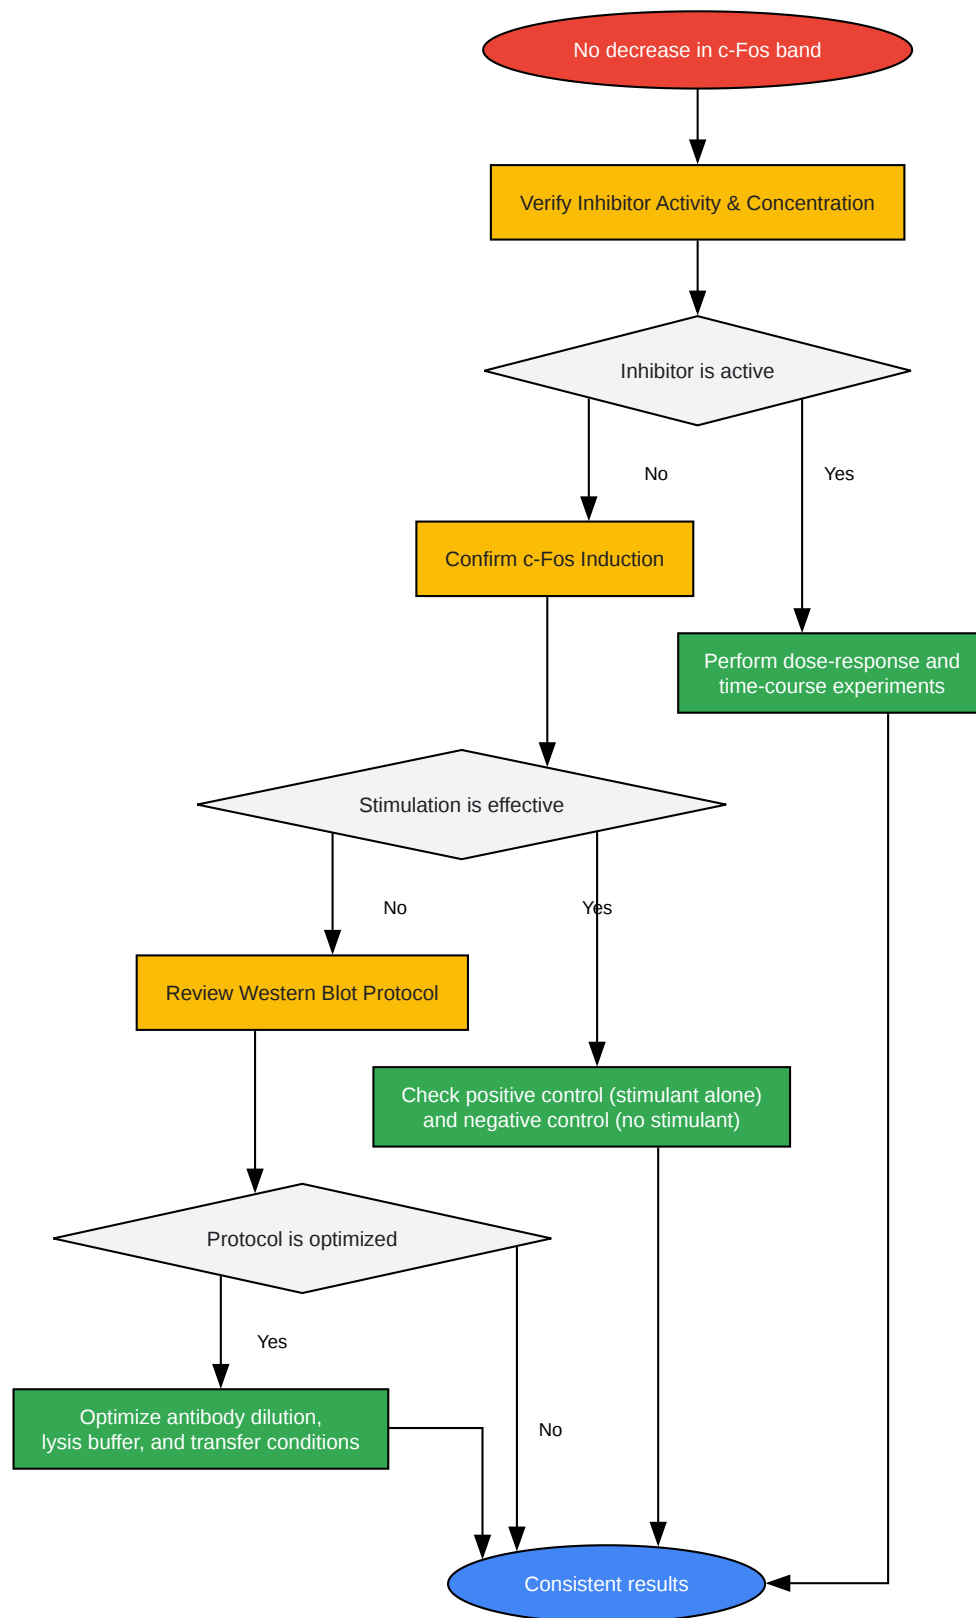 No decrease in c-Fos band
Verify Inhibitor Activity & Concentration
Inhibitor is active
No
Yes
Confirm c-Fos Induction
Perform dose-response and
time-course experiments
Stimulation is effective
No
Yes
Review Western Blot Protocol
Check positive control (stimulant alone)
and negative control (no stimulant)
Protocol is optimized
Yes
Optimize antibody dilution,
lysis buffer, and transfer conditions
No
Consistent results